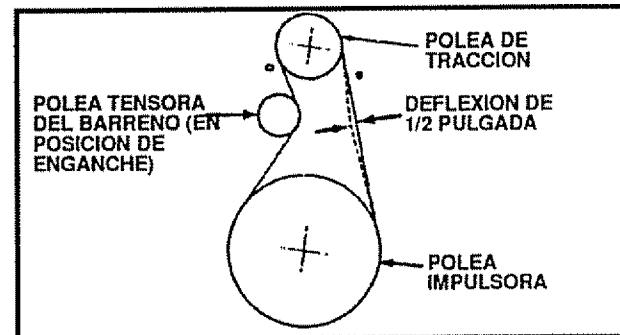 POLEA DE
TRACCION
POLEA TENSORA
DEL BARRENO (EN
POSICION DE
ENGANCHE)
DEFLEXION DE
1/2 PULGADA
POLEA
IMPULSORA